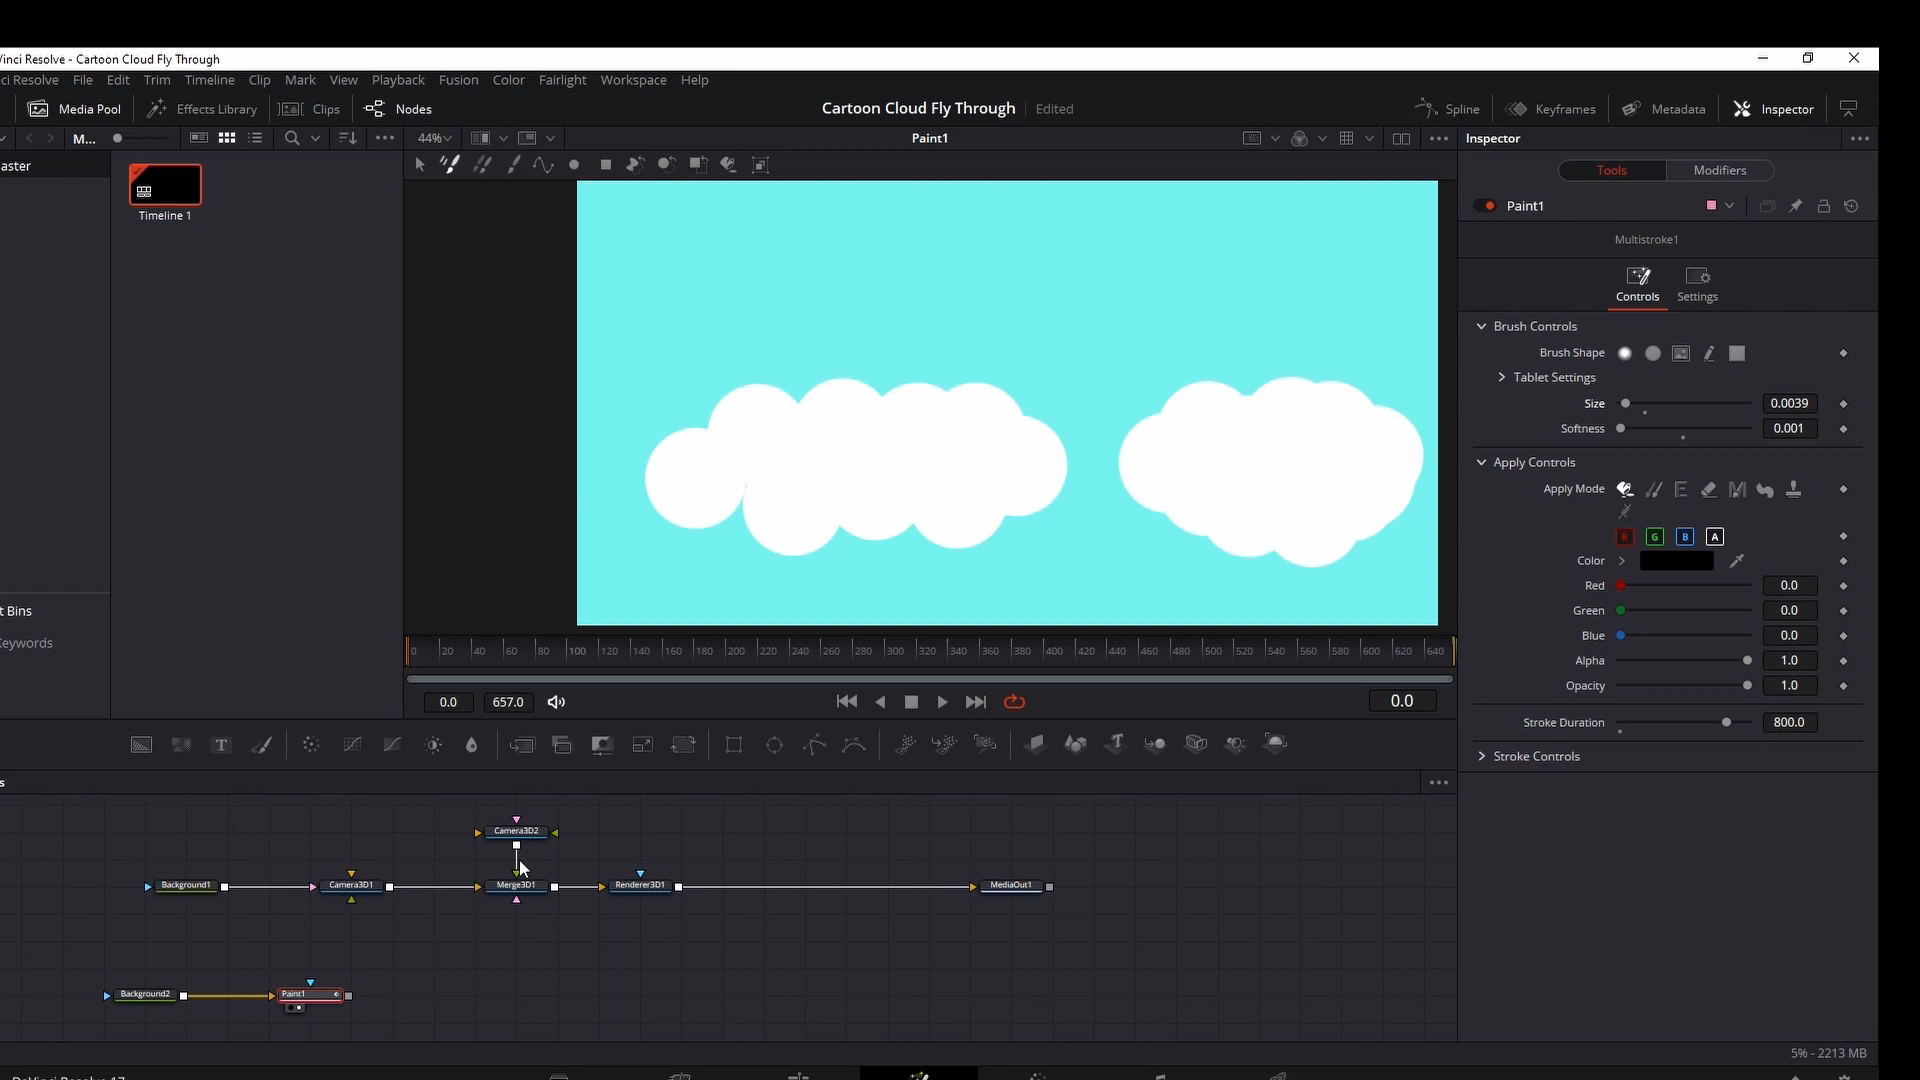 Vinci Resolve - Cartoon Cloud Fly Through
ci Resolve File Edit Trim Timeline Clip Mark View Playback Fusion Color Fairlight Workspace Help
Media Pool Effects Library Clips Nodes Cartoon Cloud Fly Through Edited Spline Keyframes Metadata Inspector
M... 44% Paint1 Inspector
aster
Tools Modifiers
Timeline 1
Paint1
Multistroke1
Controls Settings
Brush Controls
Brush Shape
Tablet Settings
Size 0.0039
Softness 0.001
Apply Controls
Apply Mode
R G B A
Color
Red 0.0
Green 0.0
Blue 0.0
Alpha 1.0
Opacity 1.0
Stroke Duration 800.0
Stroke Controls
t Bins
Keywords
0 20 40 60 80 100 120 140 160 180 200 220 240 260 280 300 320 340 360 380 400 420 440 460 480 500 520 540 560 580 600 620 640
0.0 657.0 0.0
T
s
Camera3D2
Background1 Camera3D1 Merge3D1 Renderer3D1 MediaOut1
Background2 Paint1
5% - 2213 MB
DaVinci Resolve 17